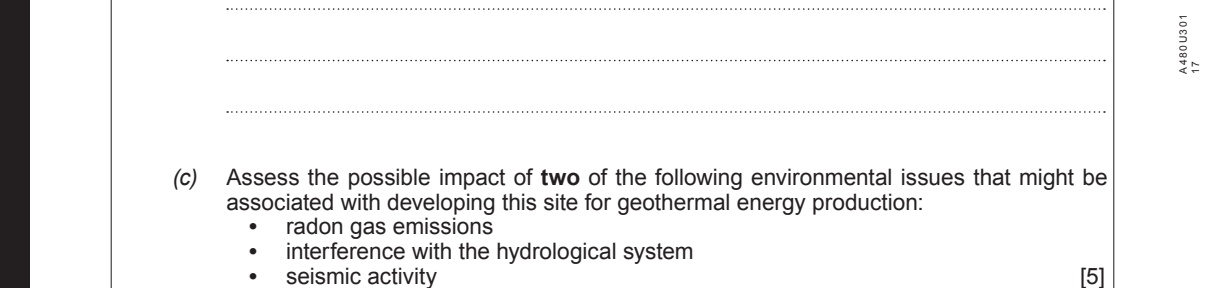 A480U301
17
(c) Assess the possible impact of two of the following environmental issues that might be
associated with developing this site for geothermal energy production:
• radon gas emissions
• interference with the hydrological system
• seismic activity [5]